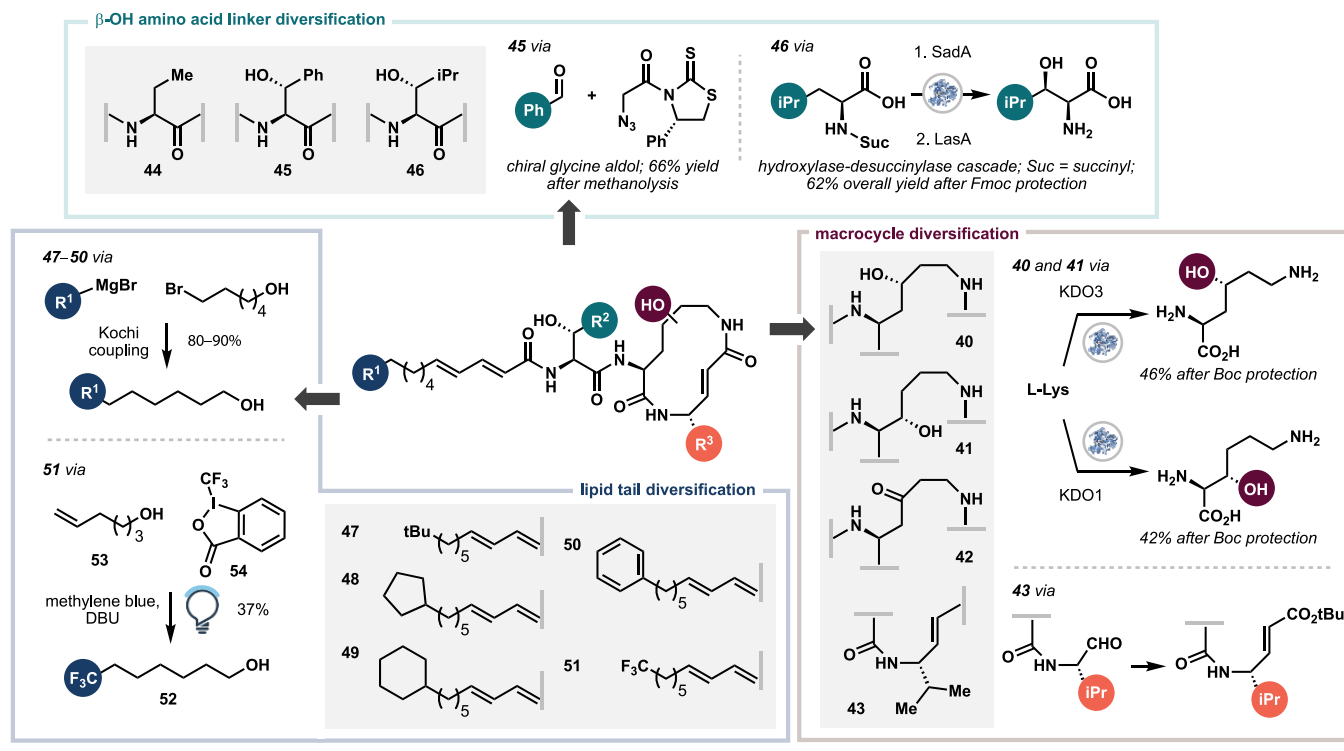 β-OH amino acid linker diversification
Me
N
H
O
44
HO
Ph
N
H
O
45
HO
iPr
N
H
O
46
45 via
Ph
O
+
O
S
N
S
N3
Ph
chiral glycine aldol; 66% yield
after methanolysis
46 via
iPr
O
OH
HN
Suc
1. SadA
2. LasA
OH
O
iPr
OH
NH2
hydroxylase-desuccinylase cascade; Suc = succinyl;
62% overall yield after Fmoc protection
47–50 via
R1
MgBr
Br
OH
4
Kochi
coupling
80–90%
R1
OH
51 via
OH
3
53
CF3
I
O
O
54
methylene blue,
DBU
37%
F3C
OH
52
R1
4
O
N
H
HO
R2
O
H
N
HO
NH
O
O
HN
R3
lipid tail diversification
47
tBu
5
48
5
49
5
50
5
51
F3C
5
macrocycle diversification
HO
H
N
NH
40
H
N
NH
OH
41
O
H
N
NH
42
O
N
H
Me
Me
43
40 and 41 via
KDO3
L-Lys
KDO1
HO
NH2
H2N
CO2H
46% after Boc protection
NH2
H2N
OH
CO2H
42% after Boc protection
43 via
O
N
H
CHO
iPr
CO2tBu
O
N
H
iPr